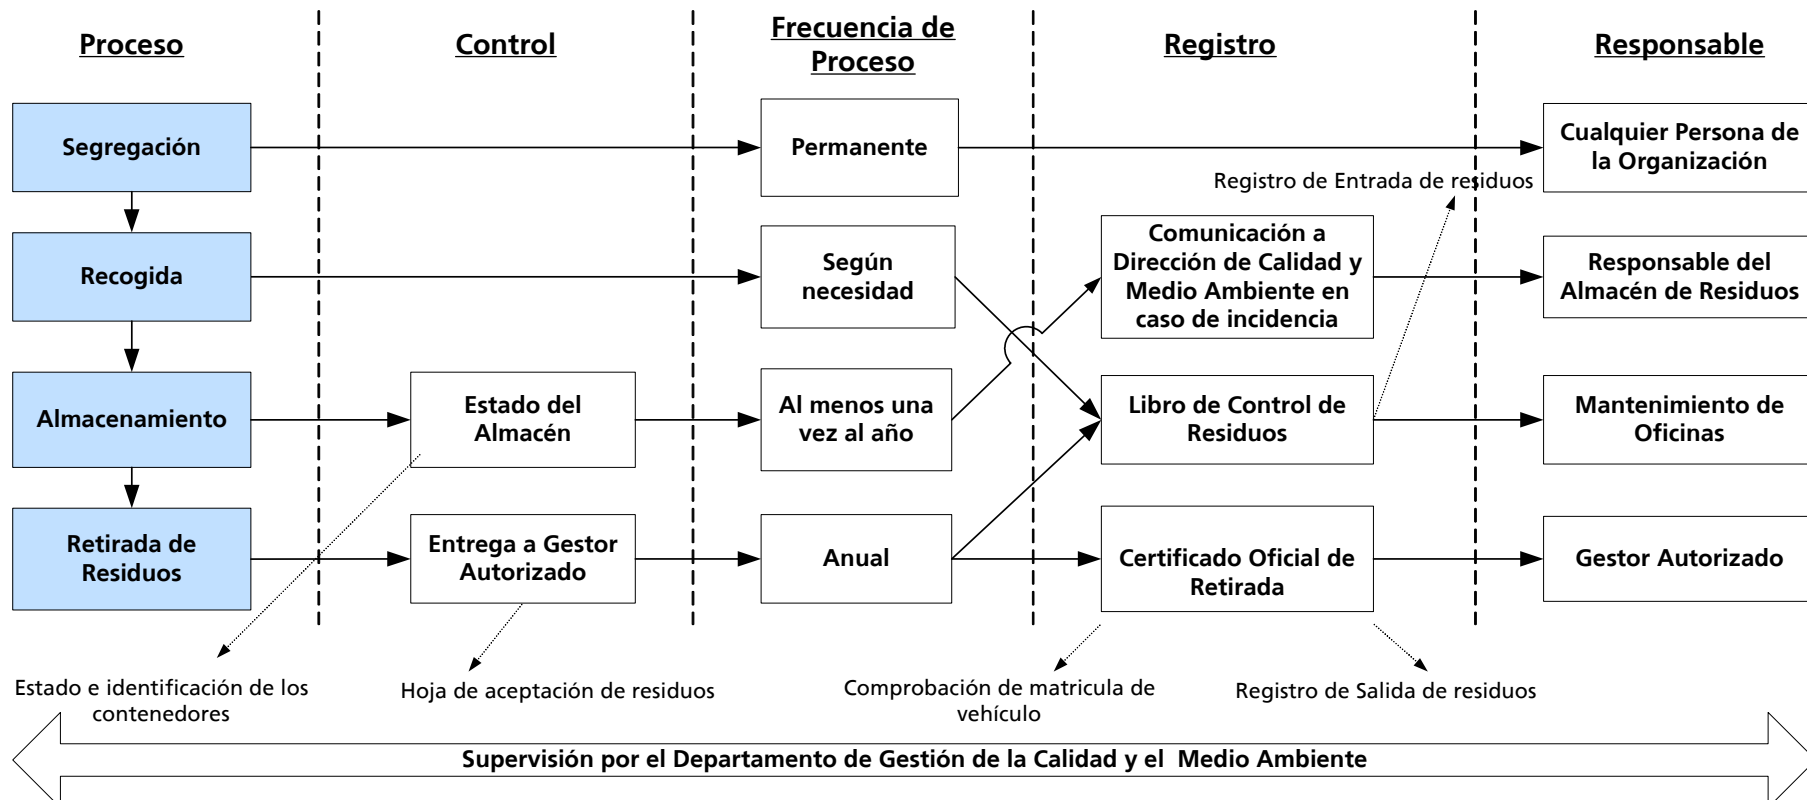 Proceso
Control
Frecuencia de
Proceso
Registro
Responsable
Segregación
Permanente
Cualquier Persona de
la Organización
Registro de Entrada de residuos
Recogida
Según
necesidad
Comunicación a
Dirección de Calidad y
Medio Ambiente en
caso de incidencia
Responsable del
Almacén de Residuos
Almacenamiento
Estado del
Almacén
Al menos una
vez al año
Libro de Control de
Residuos
Mantenimiento de
Oficinas
Retirada de
Residuos
Entrega a Gestor
Autorizado
Anual
Certificado Oficial de
Retirada
Gestor Autorizado
Estado e identificación de los
contenedores
Hoja de aceptación de residuos
Comprobación de matricula de
vehículo
Registro de Salida de residuos
Supervisión por el Departamento de Gestión de la Calidad y el Medio Ambiente